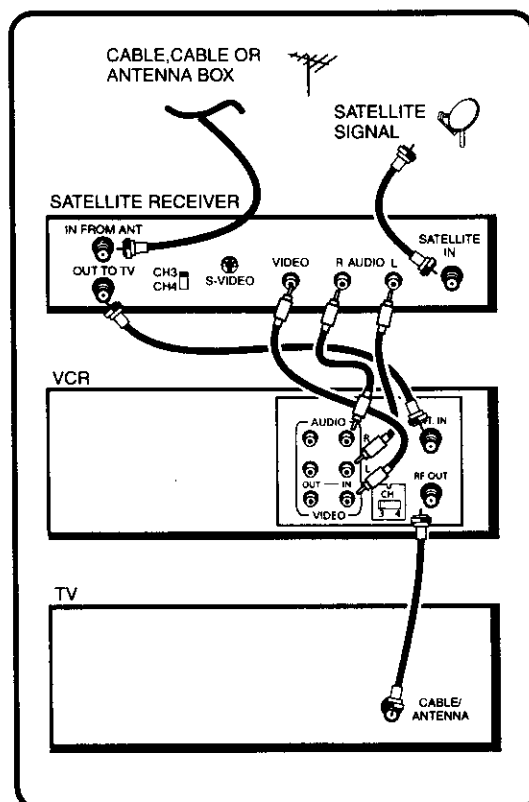 CABLE,CABLE OR
ANTENNA BOX
SATELLITE
SIGNAL
SATELLITE RECEIVER
IN FROM ANT
OUT TO TV
CH3
CH4
S-VIDEO
VIDEO
R AUDIO L
SATELLITE
IN
VCR
AUDIO
R
L
OUT IN
VIDEO
CH
3 4
IN
RF OUT
TV
CABLE/
ANTENNA